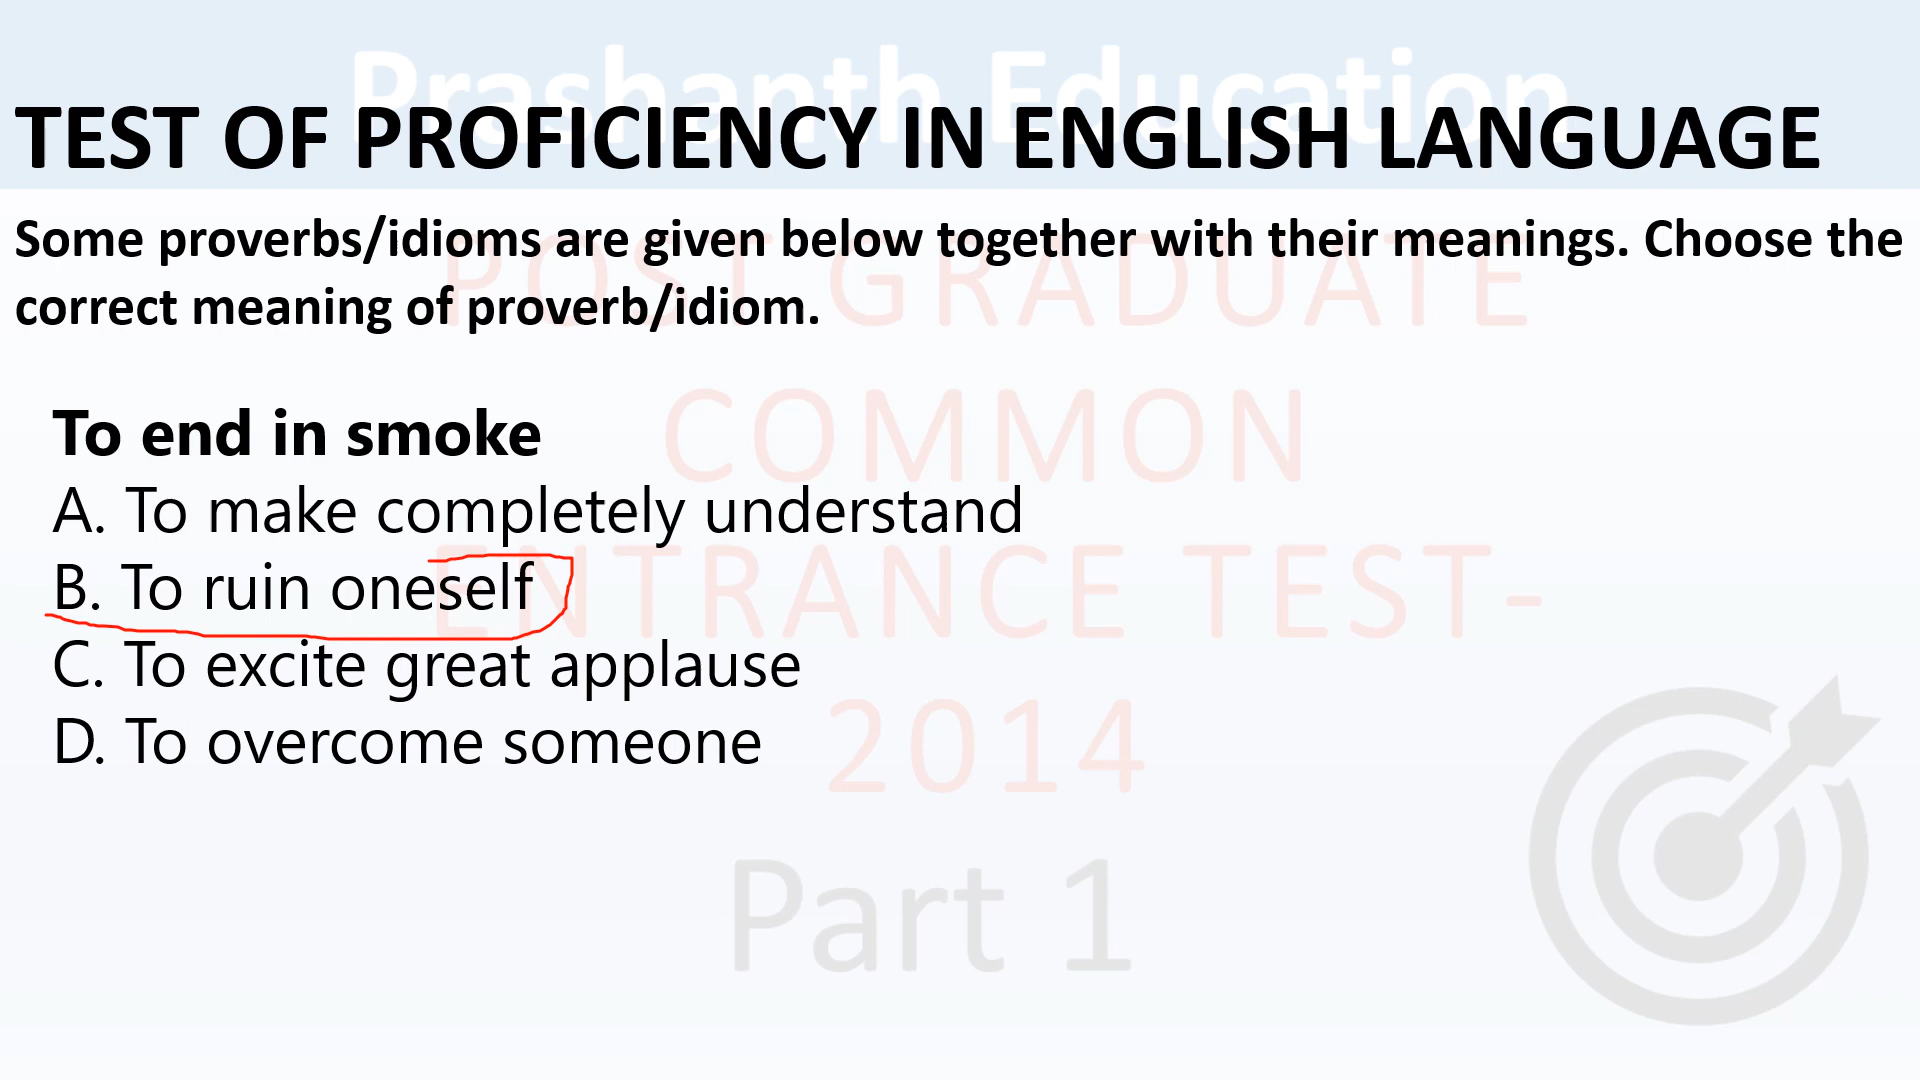 Prashanth Education
TEST OF PROFICIENCY IN ENGLISH LANGUAGE
Some proverbs/idioms are given below together with their meanings. Choose the
correct meaning of proverb/idiom.
POST GRADUATE
COMMON
ENTRANCE TEST-
2014
Part 1
To end in smoke
A. To make completely understand
B. To ruin oneself
C. To excite great applause
D. To overcome someone